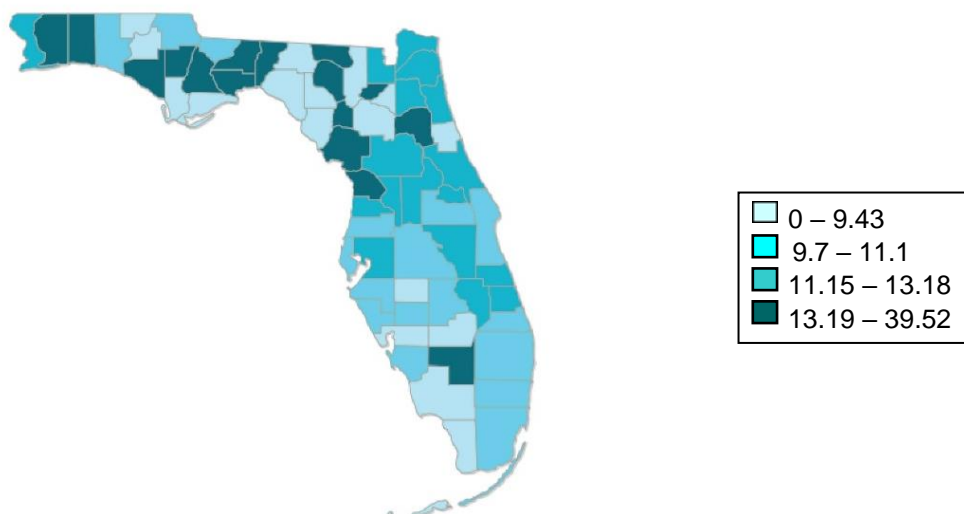 0 – 9.43
9.7 – 11.1
11.15 – 13.18
13.19 – 39.52